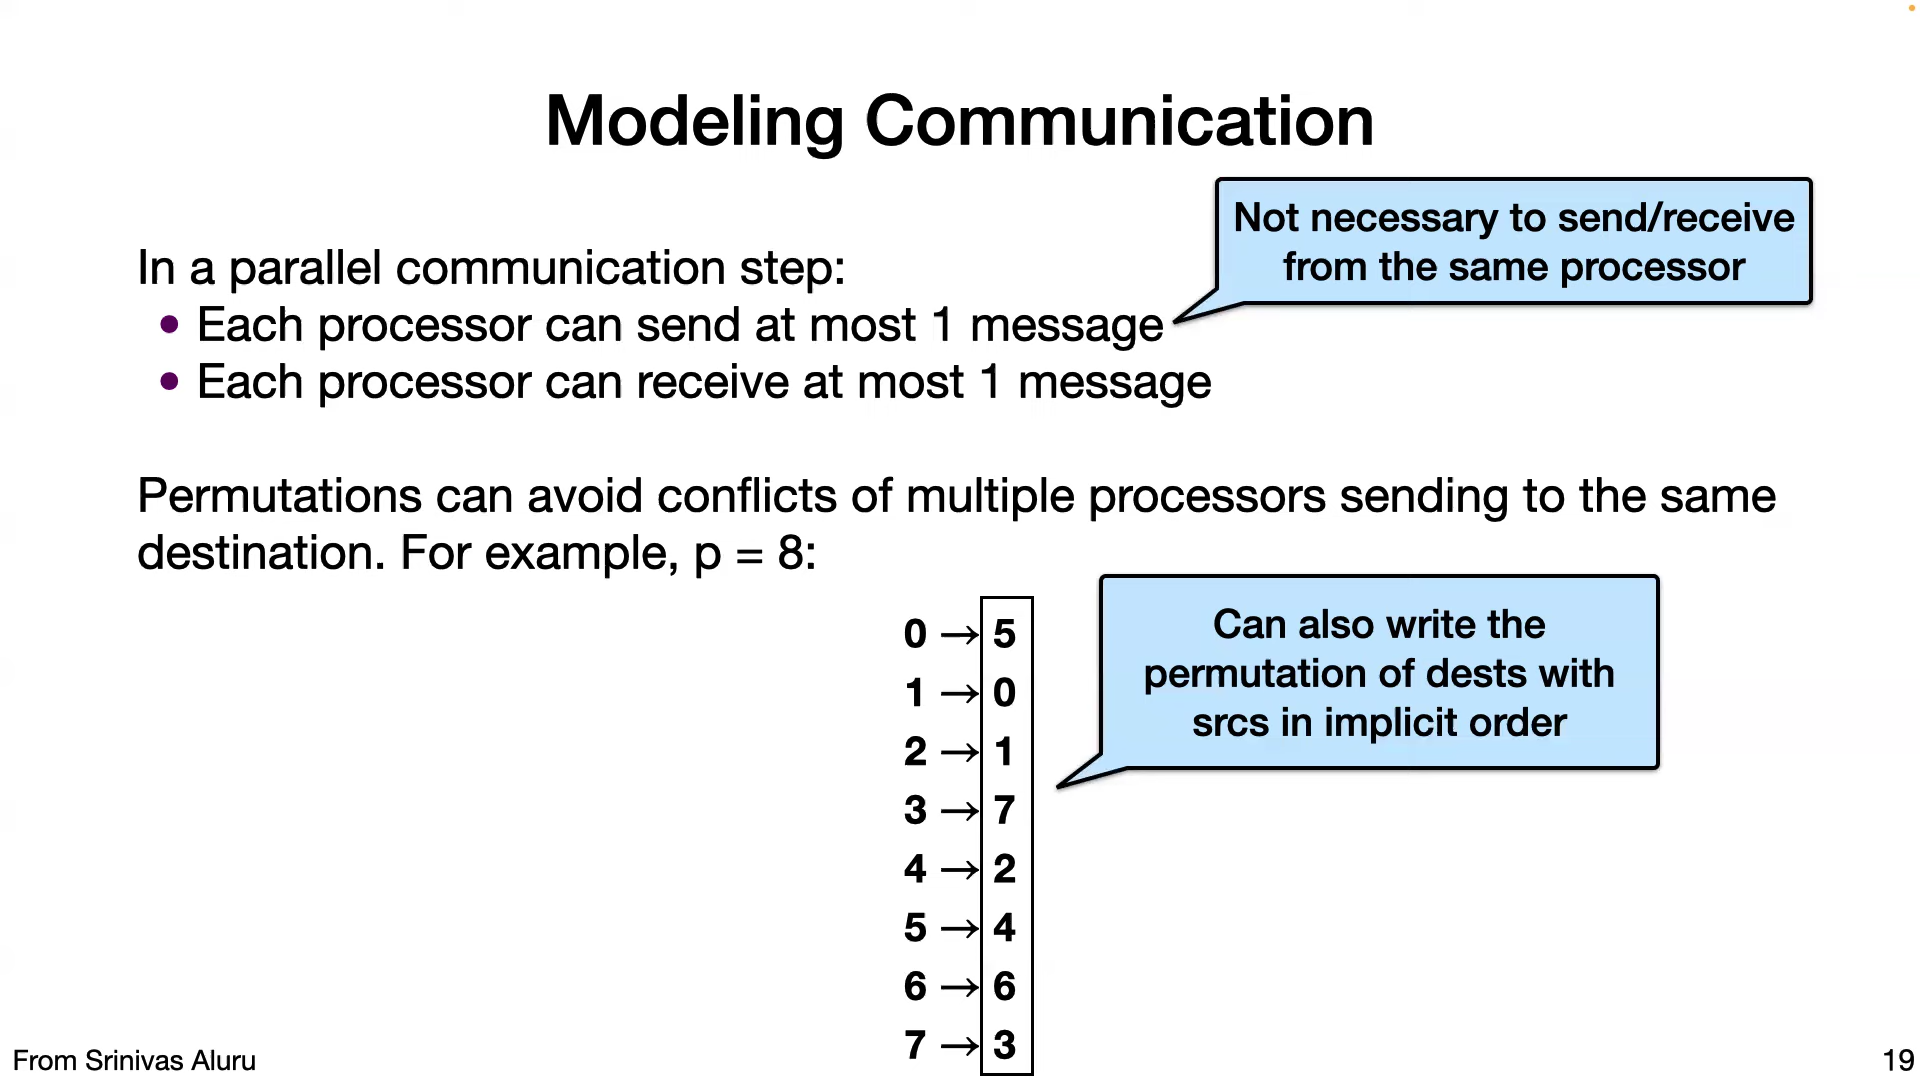 Modeling Communication
Not necessary to send/receive
from the same processor
In a parallel communication step:
• Each processor can send at most 1 message
• Each processor can receive at most 1 message
Permutations can avoid conflicts of multiple processors sending to the same
destination. For example, p = 8:
Can also write the
permutation of dests with
srcs in implicit order
0 → 5
1 → 0
2 → 1
3 → 7
4 → 2
5 → 4
6 → 6
7 → 3
From Srinivas Aluru
19